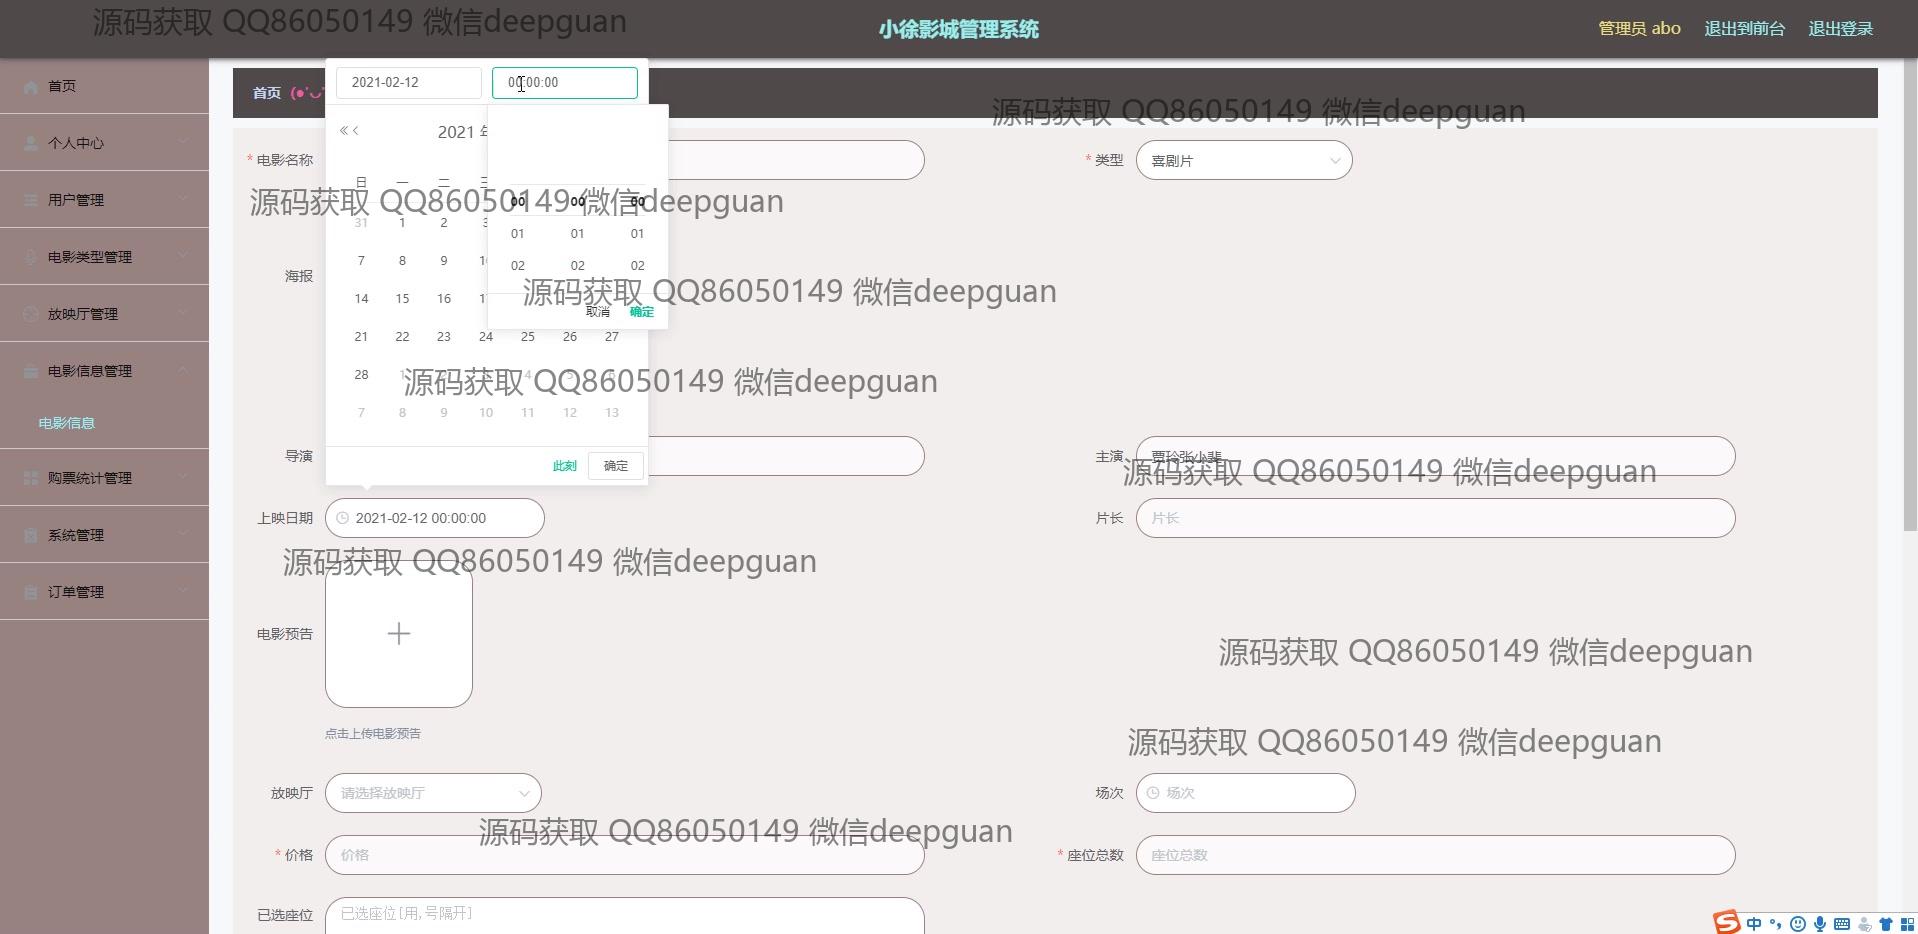 源码获取 QQ86050149 微信deepguan
小徐影城管理系统
管理员 abo
退出到前台
退出登录
首页
个人中心
用户管理
电影类型管理
放映厅管理
电影信息管理
电影信息
购票统计管理
系统管理
订单管理
首页
2021-02-12
00:00:00
源码获取 QQ86050149 微信deepguan
2021 年
* 电影名称
* 类型
喜剧片
日 一 二 三
源码获取 QQ86050149 微信deepguan
00 00 00
31 1 2 3
01 01 01
7 8 9 10
02 02 02
海报
源码获取 QQ86050149 微信deepguan
14 15 16 17
取消 确定
21 22 23 24 25 26 27
28 1 2 3 4 5 6
源码获取 QQ86050149 微信deepguan
7 8 9 10 11 12 13
此刻 确定
导演
主演
贾玲张小斐
源码获取 QQ86050149 微信deepguan
上映日期
2021-02-12 00:00:00
片长
片长
源码获取 QQ86050149 微信deepguan
电影预告
源码获取 QQ86050149 微信deepguan
点击上传电影预告
源码获取 QQ86050149 微信deepguan
放映厅
请选择放映厅
场次
场次
源码获取 QQ86050149 微信deepguan
* 价格
价格
* 座位总数
座位总数
已选座位
已选座位[用,号隔开]
中